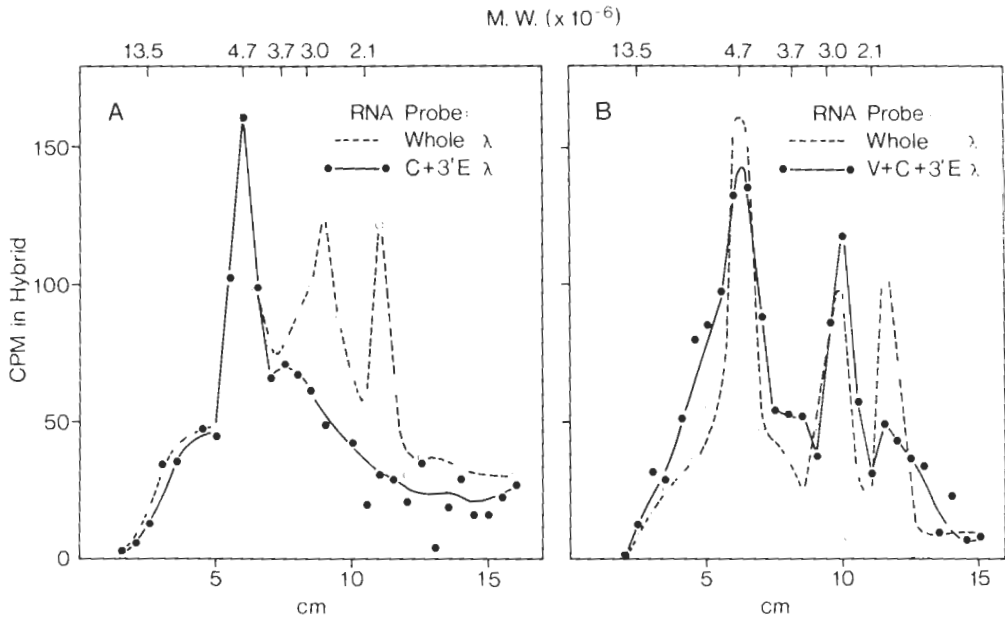 M. W. (x 10⁻⁶)
13.5 4.7 3.7 3.0 2.1
13.5 4.7 3.7 3.0 2.1
A
RNA Probe:
Whole λ
C+3'E λ
B
RNA Probe:
Whole λ
V+C+3'E λ
CPM in Hybrid
150
100
50
0
5 10 15
5 10 15
cm
cm